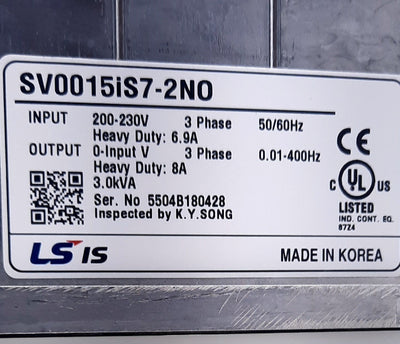 SV0015iS7-2NO
INPUT 200-230V 3 Phase 50/60Hz
Heavy Duty: 6.9A
OUTPUT 0-Input V 3 Phase 0.01-400Hz
Heavy Duty: 8A
3.0kVA
Ser. No 5504B180428
Inspected by K.Y.SONG
CE
C UL US
LISTED
IND. CONT. EQ.
87Z4
LS IS
MADE IN KOREA